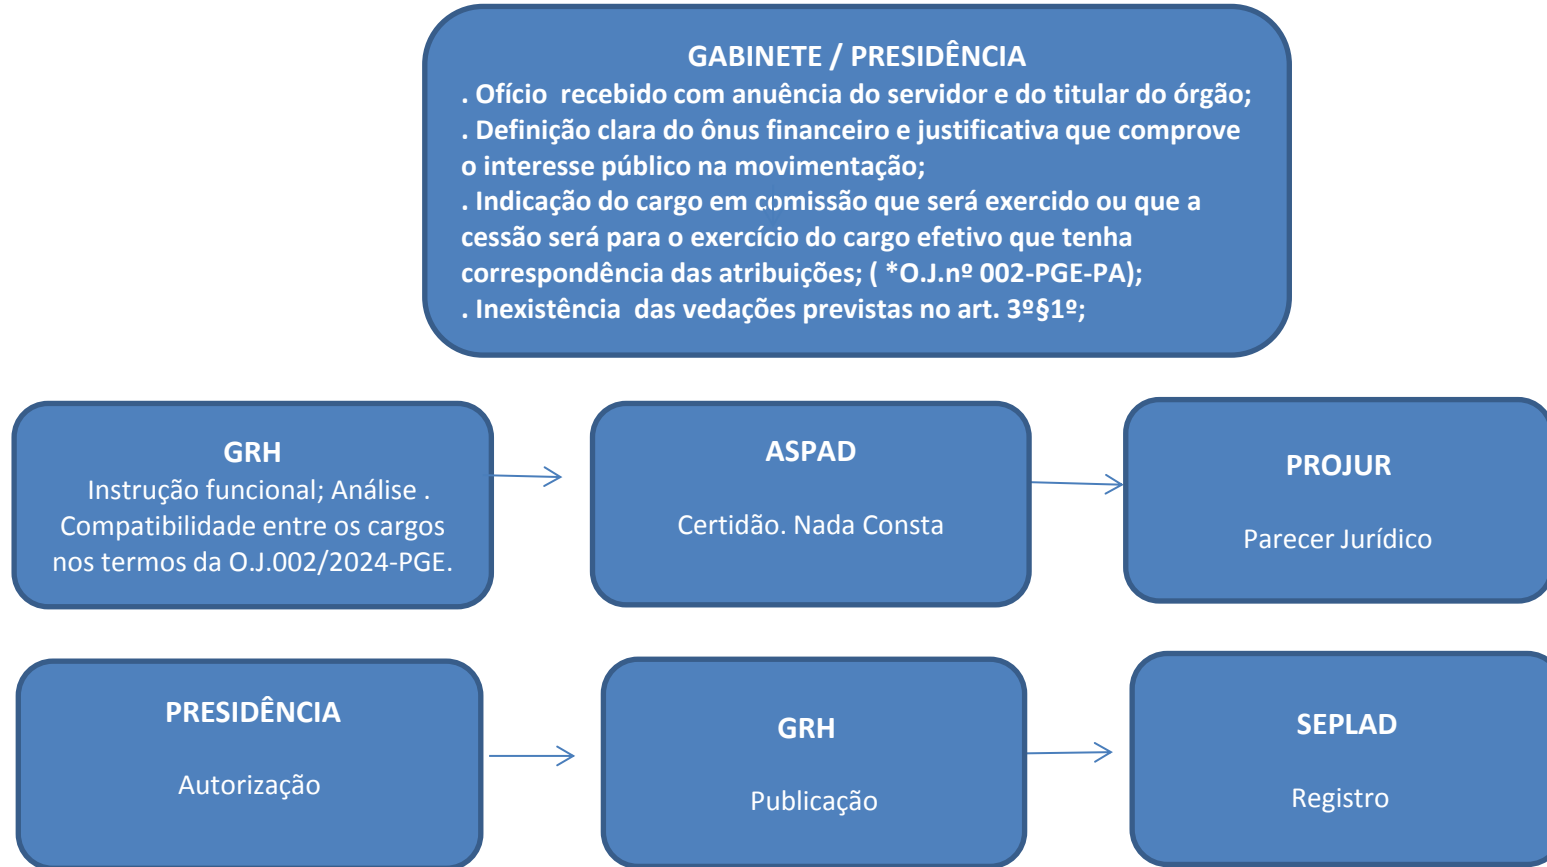 GABINETE / PRESIDÊNCIA
. Ofício recebido com anuência do servidor e do titular do órgão;
. Definição clara do ônus financeiro e justificativa que comprove
o interesse público na movimentação;
. Indicação do cargo em comissão que será exercido ou que a
cessão será para o exercício do cargo efetivo que tenha
correspondência das atribuições; ( *O.J.nº 002-PGE-PA);
. Inexistência das vedações previstas no art. 3º§1º;
GRH
Instrução funcional; Análise .
Compatibilidade entre os cargos
nos termos da O.J.002/2024-PGE.
ASPAD
Certidão. Nada Consta
PROJUR
Parecer Jurídico
PRESIDÊNCIA
Autorização
GRH
Publicação
SEPLAD
Registro